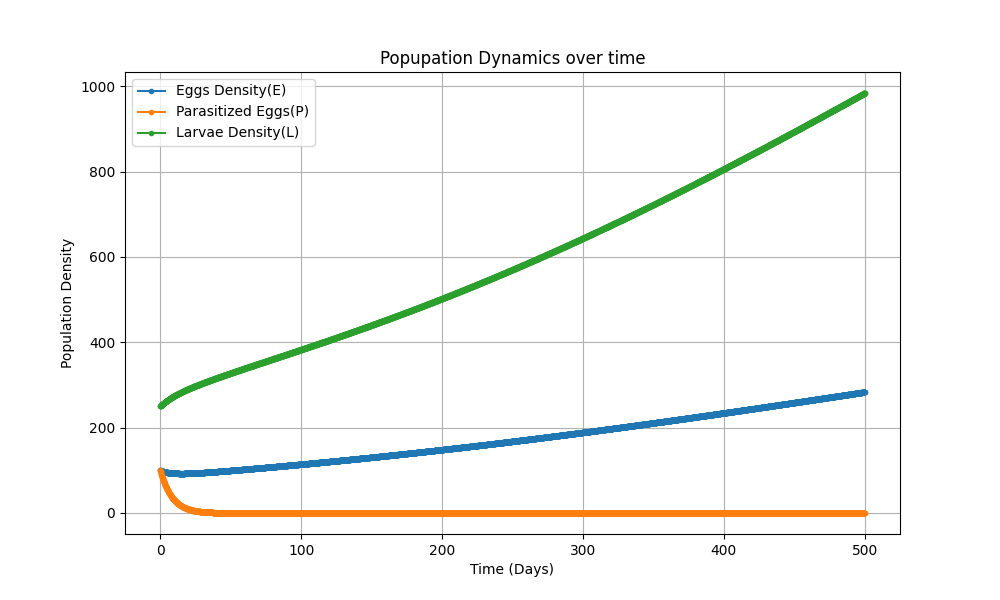 Popupation Dynamics over time
Eggs Density(E)
Parasitized Eggs(P)
Larvae Density(L)
Population Density
1000
800
600
400
200
0
0 100 200 300 400 500
Time (Days)